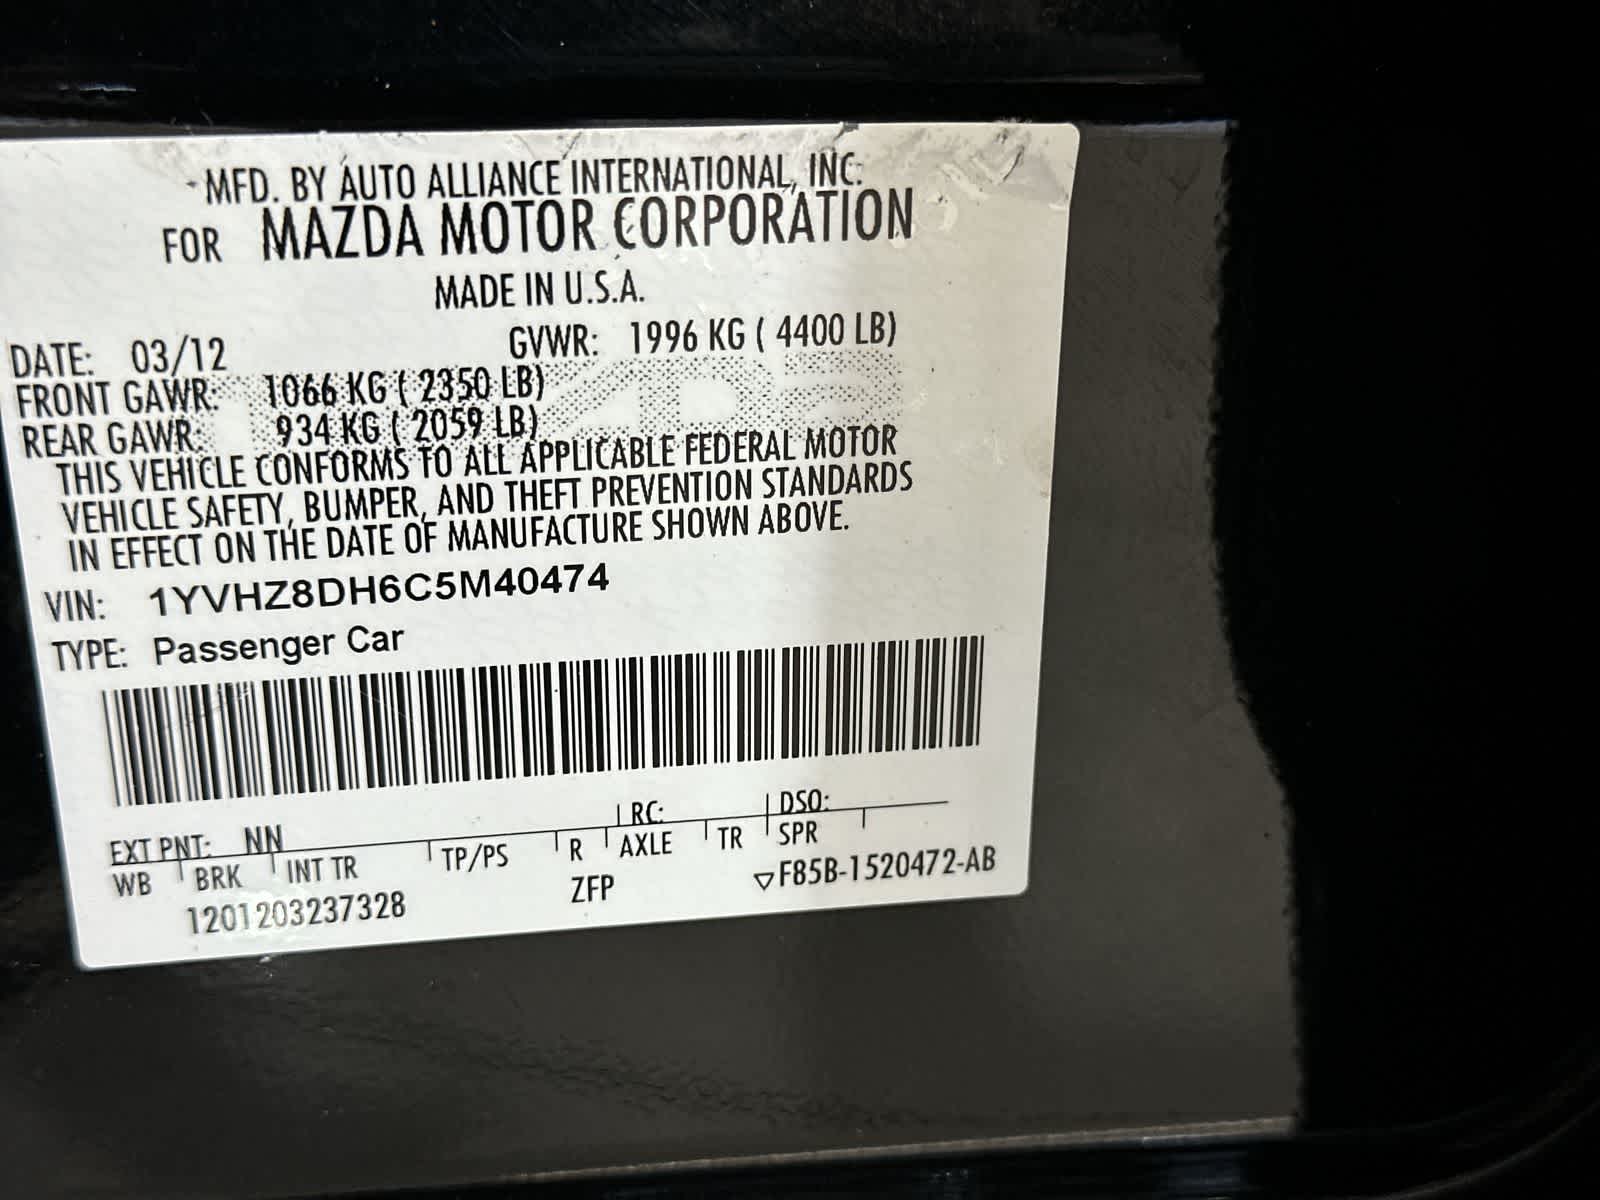 MFD. BY AUTO ALLIANCE INTERNATIONAL, INC.
FOR MAZDA MOTOR CORPORATION
MADE IN U.S.A.
DATE: 03/12 GVWR: 1996 KG ( 4400 LB)
FRONT GAWR: 1066 KG ( 2350 LB)
REAR GAWR: 934 KG ( 2059 LB)
THIS VEHICLE CONFORMS TO ALL APPLICABLE FEDERAL MOTOR
VEHICLE SAFETY, BUMPER, AND THEFT PREVENTION STANDARDS
IN EFFECT ON THE DATE OF MANUFACTURE SHOWN ABOVE.
VIN: 1YVHZ8DH6C5M40474
TYPE: Passenger Car
EXT PNT: NN RC: DSO:
WB BRK INT TR TP/PS R AXLE TR SPR
1201203237328 ZFP ▽F85B-1520472-AB